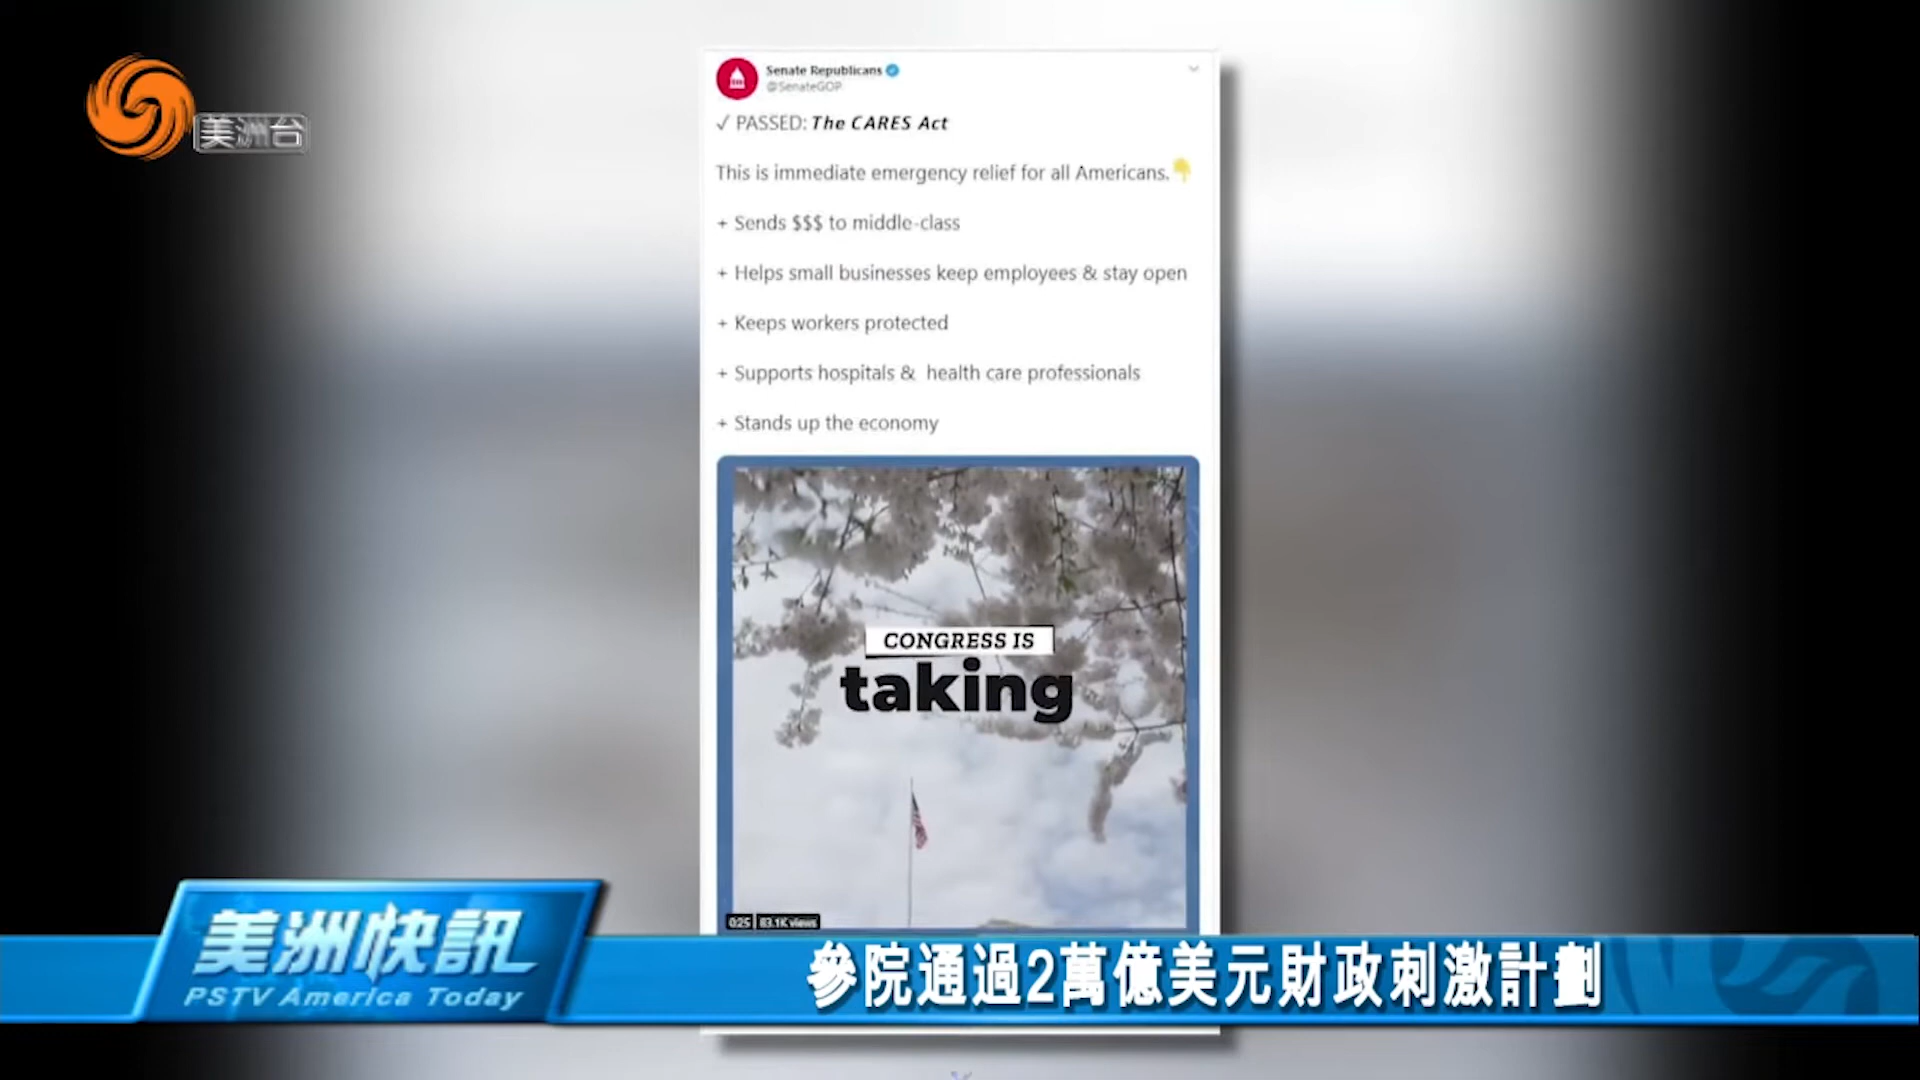 美洲台
Senate Republicans
@SenateGOP
✓ PASSED: The CARES Act
This is immediate emergency relief for all Americans.👇
+ Sends $$$ to middle-class
+ Helps small businesses keep employees & stay open
+ Keeps workers protected
+ Supports hospitals & health care professionals
+ Stands up the economy
CONGRESS IS
taking
0:25 83.1K views
美洲快訊
PSTV America Today
參院通過2萬億美元財政刺激計劃